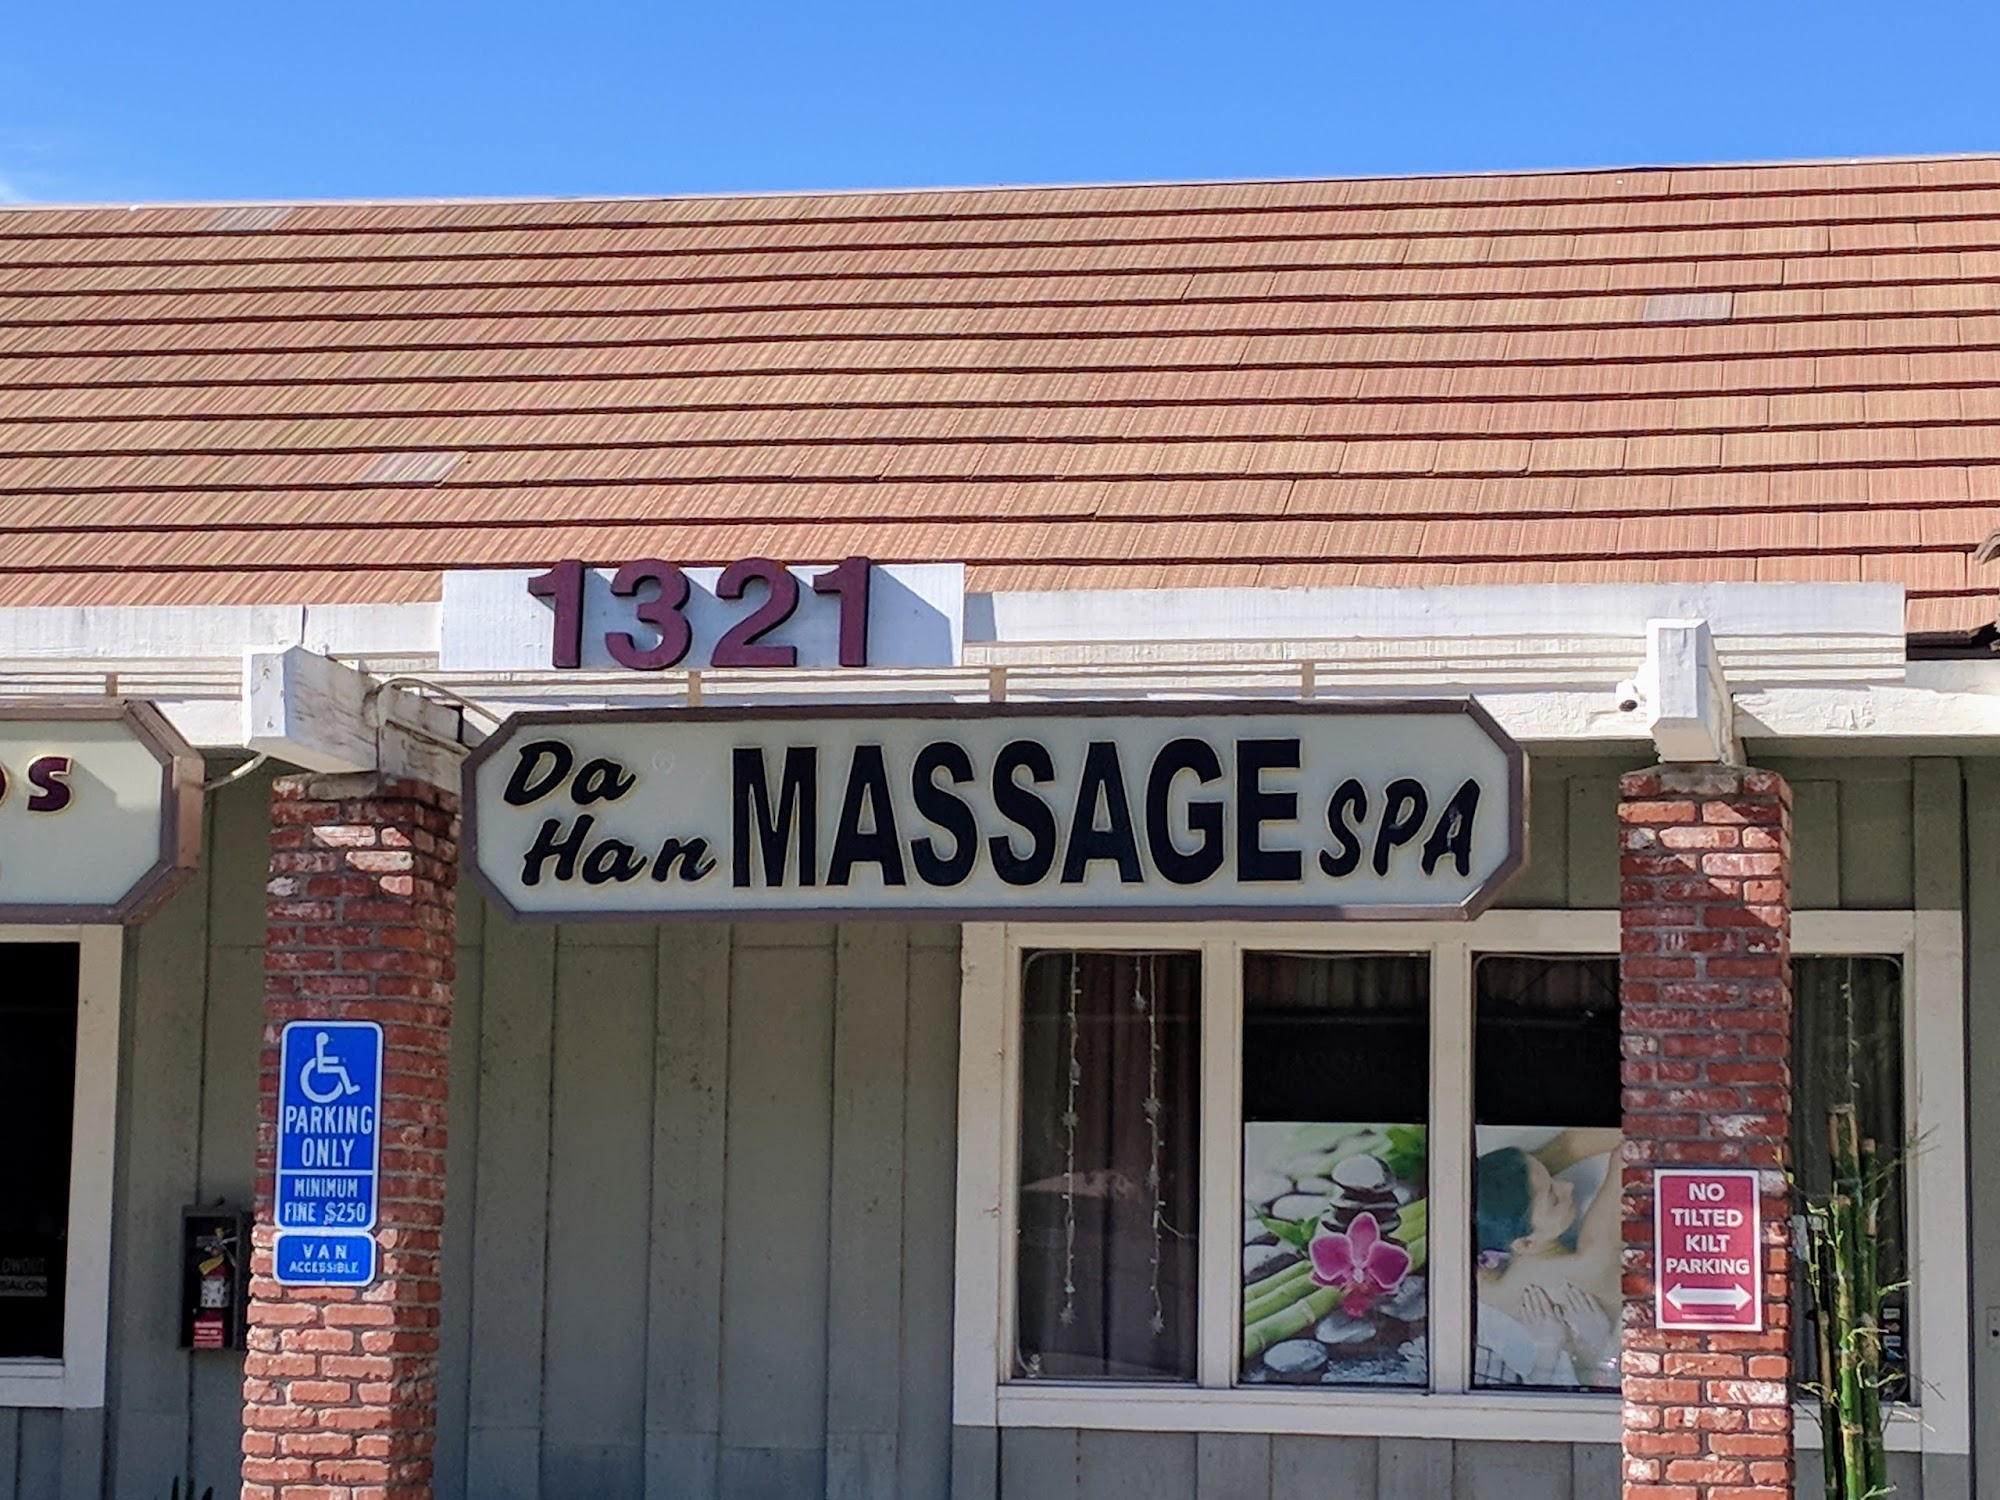 1321
Da
Han MASSAGE SPA
PARKING
ONLY
MINIMUM
FINE $250
VAN
ACCESSIBLE
NO
TILTED
KILT
PARKING